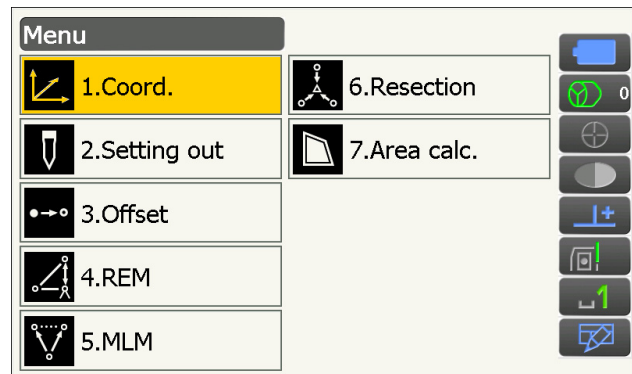 Menu
1.Coord.
2.Setting out
3.Offset
4.REM
5.MLM
6.Resection
7.Area calc.
0
1